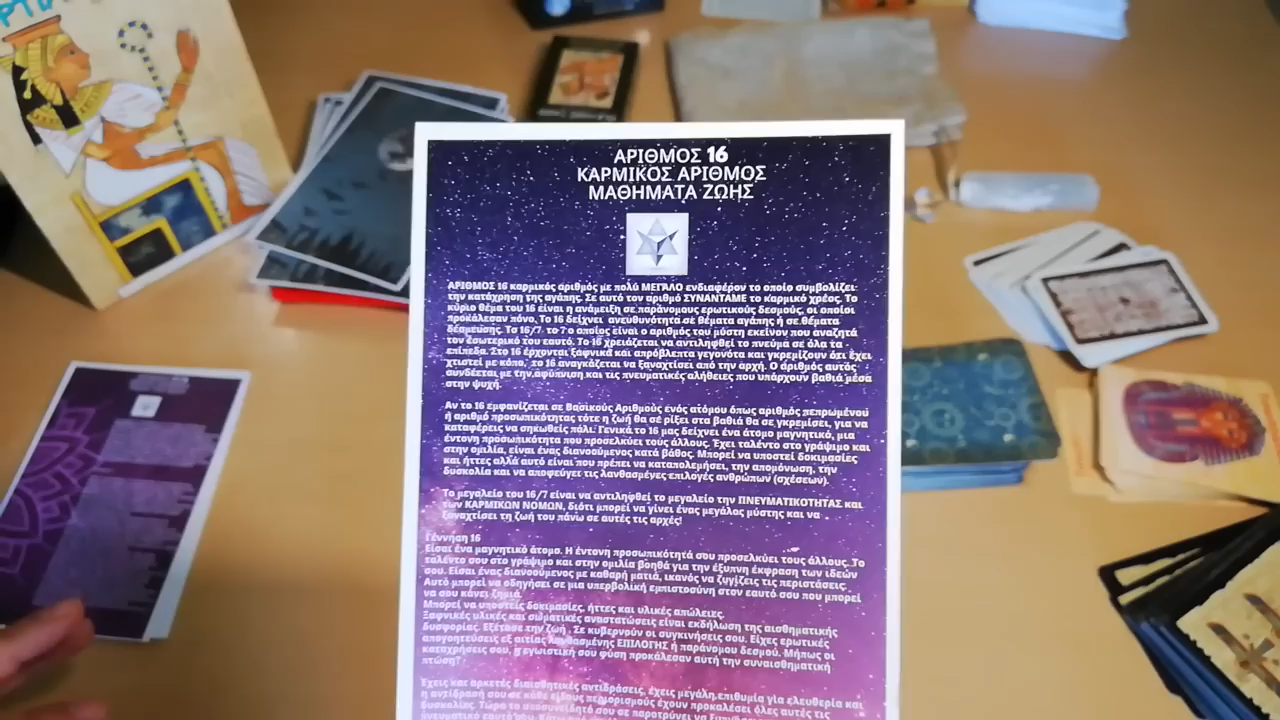 ΑΡΙΘΜΟΣ 16
ΚΑΡΜΙΚΟΣ ΑΡΙΘΜΟΣ
ΜΑΘΗΜΑΤΑ ΖΩΗΣ
ΑΡΙΘΜΟΣ 16 καρμικός αριθμός με πολύ ΜΕΓΑΛΟ ενδιαφέρον το οποίο συμβολίζει
την κατάχρηση της αγάπης. Σε αυτό τον αριθμό ΣΥΝΑΝΤΑΜΕ το καρμικό χρέος. Το
κύριο θέμα του 16 είναι η ανάμειξη σε παράνομους ερωτικούς δεσμούς, οι οποίοι
προκάλεσαν πόνο. Το 16 δείχνει ανευθυνότητα σε θέματα αγάπης ή σε θέματα
δέσμευσης. Το 16/7 το 7 ο οποίος είναι ο αριθμός του μύστη εκείνου που αναζητά
τον εσωτερικό του εαυτό. Το 16 χρειάζεται να αντιληφθεί το πνεύμα σε όλα τα
επίπεδα. Στο 16 έρχονται ξαφνικά και απρόβλεπτα γεγονότα και γκρεμίζουν ότι έχει
χτιστεί με κόπο, το 16 αναγκάζεται να ξαναχτίσει από την αρχή. Ο αριθμός αυτός
συνδέεται με την αφύπνιση και τις πνευματικές αλήθειες που υπάρχουν βαθιά μέσα
στην ψυχή.
Αν το 16 εμφανίζεται σε Βασικούς Αριθμούς ενός ατόμου όπως αριθμός πεπρωμένου
ή αριθμό προσωπικότητας τότε η ζωή θα σε ρίξει στα βαθιά θα σε γκρεμίσει, για να
καταφέρεις να σηκωθείς πάλι. Γενικά το 16 μας δείχνει ένα άτομο μαγνητικό, μια
έντονη προσωπικότητα που προσελκύει τους άλλους. Έχει ταλέντο στο γράψιμο και
στην ομιλία, είναι ένας διανοούμενος κατά βάθος. Μπορεί να υποστεί δοκιμασίες
και ήττες αλλά αυτό είναι που πρέπει να καταπολεμήσει, την απομόνωση, την
δυσκολία και να αποφεύγει τις λανθασμένες επιλογές ανθρώπων (σχέσεων).
Το μεγαλείο του 16/7 είναι να αντιληφθεί το μεγαλείο την ΠΝΕΥΜΑΤΙΚΟΤΗΤΑΣ και
των ΚΑΡΜΙΚΩΝ ΝΟΜΩΝ, διότι μπορεί να γίνει ένας μεγάλος μύστης και να
ξαναχτίσει τη ζωή του πάνω σε αυτές τις αρχές!
Γέννηση 16
Είσαι ένα μαγνητικό άτομο. Η έντονη προσωπικότητά σου προσελκύει τους άλλους. Το
ταλέντο σου στο γράψιμο και στην ομιλία βοηθά για την έξυπνη έκφραση των ιδεών
σου. Είσαι ένας διανοούμενος με καθαρή ματιά, ικανός να ζυγίζεις τις περιστάσεις.
Αυτό μπορεί να οδηγήσει σε μια υπερβολική εμπιστοσύνη στον εαυτό σου που μπορεί
να σου κάνει ζημιά.
Μπορεί να υποστείς δοκιμασίες, ήττες και υλικές απώλειες.
Ξαφνικές υλικές και σωματικές αναστατώσεις είναι εκδήλωση της αισθηματικής
δυσφορίας. Εξέτασε την ζωή . Σε κυβερνούν οι συγκινήσεις σου. Είχες ερωτικές
απογοητεύσεις εξ αιτίας λανθασμένης ΕΠΙΛΟΓΗΣ ή παράνομου δεσμού. Μήπως οι
καταχρήσεις σου, η εγωιστική σου φύση προκάλεσαν αύτή την συναισθηματική
πτώση?
Έχεις και αρκετές διαισθητικές αντιδράσεις, έχεις μεγάλη επιθυμία για ελευθερία και
η αντίδρασή σου σε κάθε είδους περιορισμούς έχουν προκαλέσει όλες αυτές τις
δυσκολίες. Τώρα το υποσυνείδητό σου σε παροτρύνει να
πνευματικό εαυτό σου.